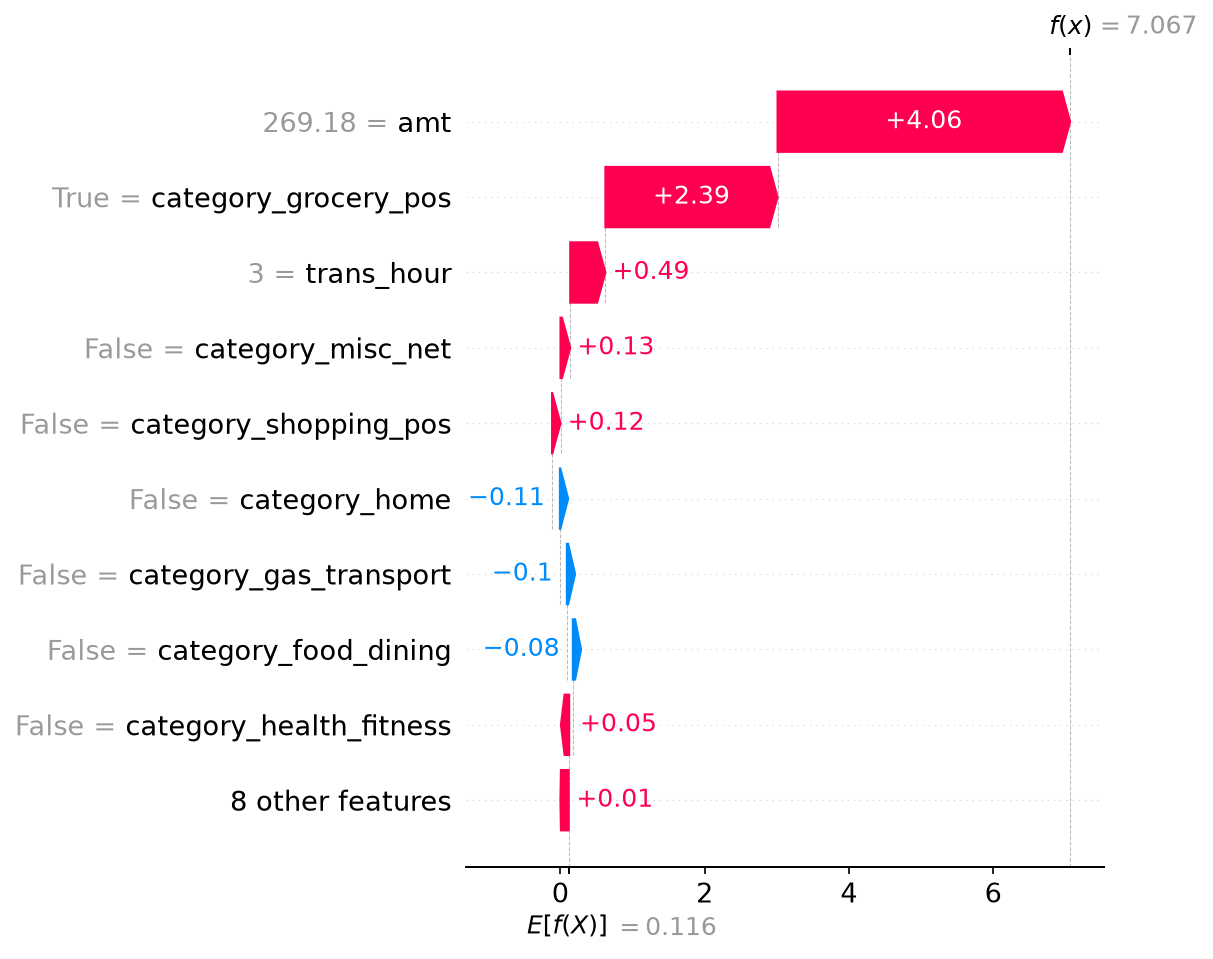 f(x) = 7.067
269.18 = amt
+4.06
True = category_grocery_pos
+2.39
3 = trans_hour
+0.49
False = category_misc_net
+0.13
False = category_shopping_pos
+0.12
False = category_home
−0.11
False = category_gas_transport
−0.1
False = category_food_dining
−0.08
False = category_health_fitness
+0.05
8 other features
+0.01
0 2 4 6
E[f(X)] = 0.116